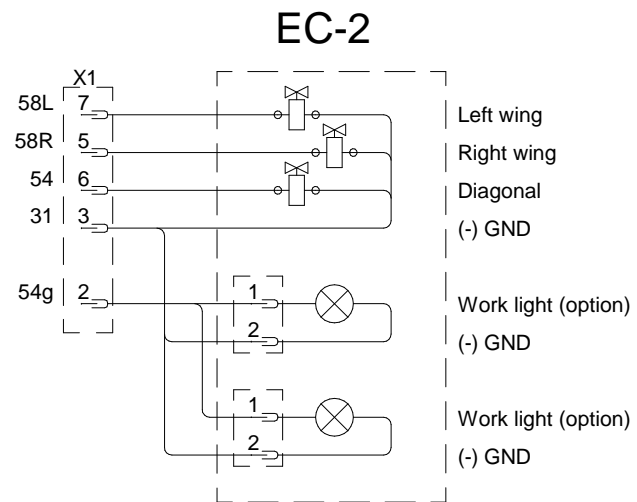 EC-2
X1
58L 7 Left wing
58R 5 Right wing
54 6 Diagonal
31 3 (-) GND
54g 2 1 Work light (option)
2 (-) GND
1 Work light (option)
2 (-) GND